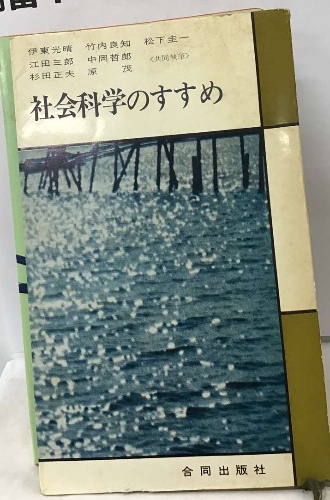 伊東光晴 竹内良知 松下圭一
江田三郎 中岡哲郎 〈共同執筆〉
杉田正夫 凉茂
社会科学のすすめ
合同出版社